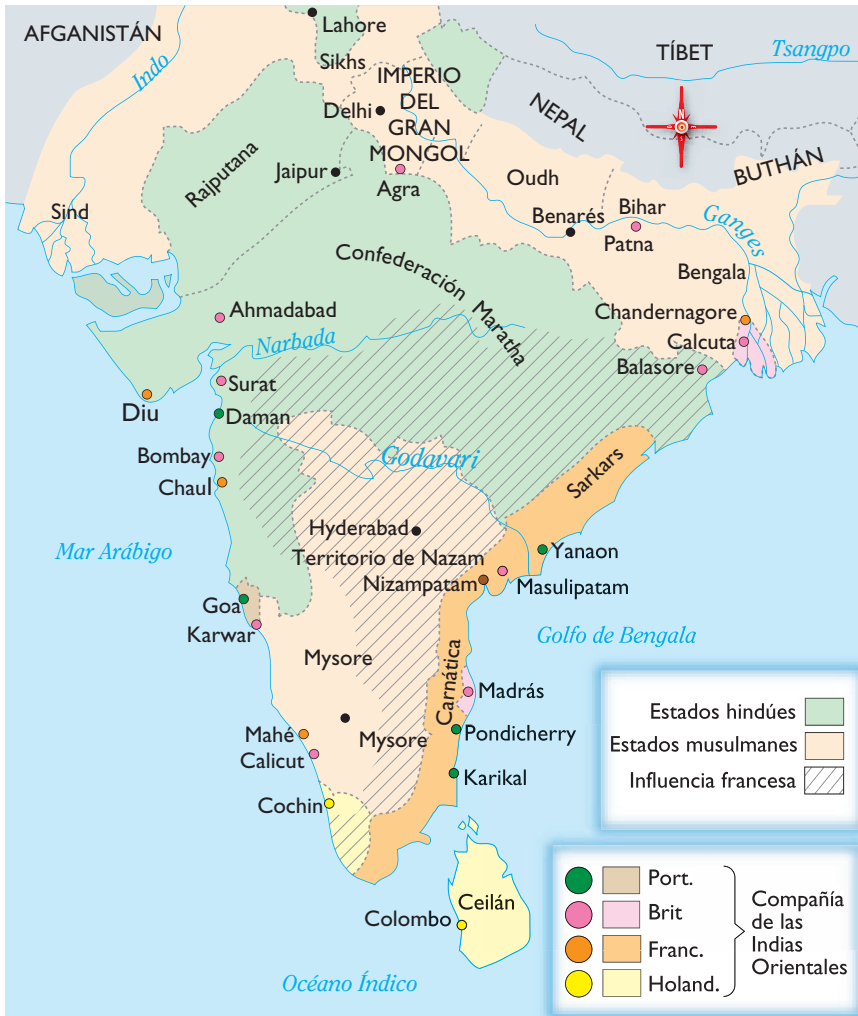 AFGANISTÁN
Indo
Lahore
Sikhs
IMPERIO
DEL
GRAN
MONGOL
Delhi
TÍBET
Tsangpo
NEPAL
N
BUTHÁN
Rajputana
Jaipur
Agra
Oudh
Benarés
Bihar
Patna
Ganges
Sind
Bengala
Confederación
Maratha
Ahmadabad
Narbada
Chandernagore
Calcuta
Balasore
Surat
Diu
Daman
Bombay
Chaul
Godavari
Sarkars
Mar Arábigo
Hyderabad
Territorio de Nazam
Nizampatam
Yanaon
Masulipatam
Goa
Karwar
Golfo de Bengala
Mysore
Carnática
Madrás
Mahé
Mysore
Pondicherry
Calicut
Karikal
Cochin
Ceilán
Colombo
Océano Índico
Estados hindúes
Estados musulmanes
Influencia francesa
Port.
Brit
Franc.
Holand.
Compañía
de las
Indias
Orientales